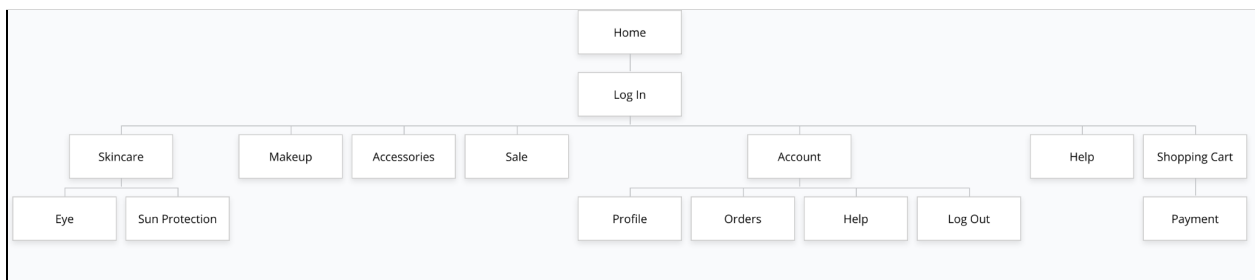 Home
Log In
Skincare
Makeup
Accessories
Sale
Account
Help
Shopping Cart
Eye
Sun Protection
Profile
Orders
Help
Log Out
Payment